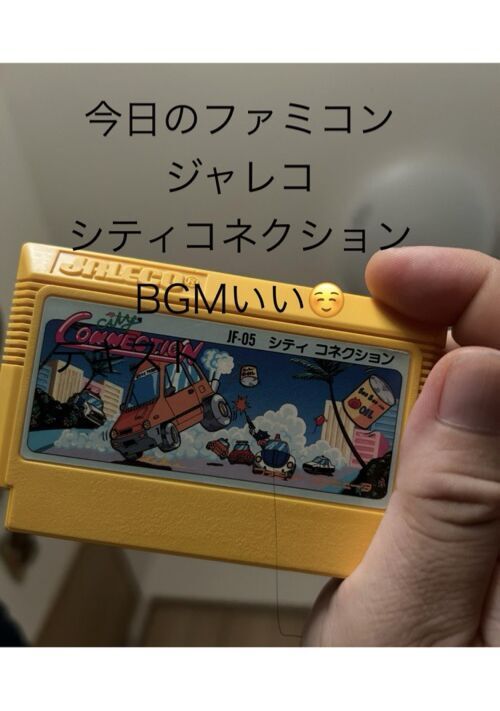 今日のファミコン
ジャレコ
シティコネクション
BGMいい☺️
JALECO®
City
CONNECTION
JF-05 シティ コネクション
テキスト
OIL